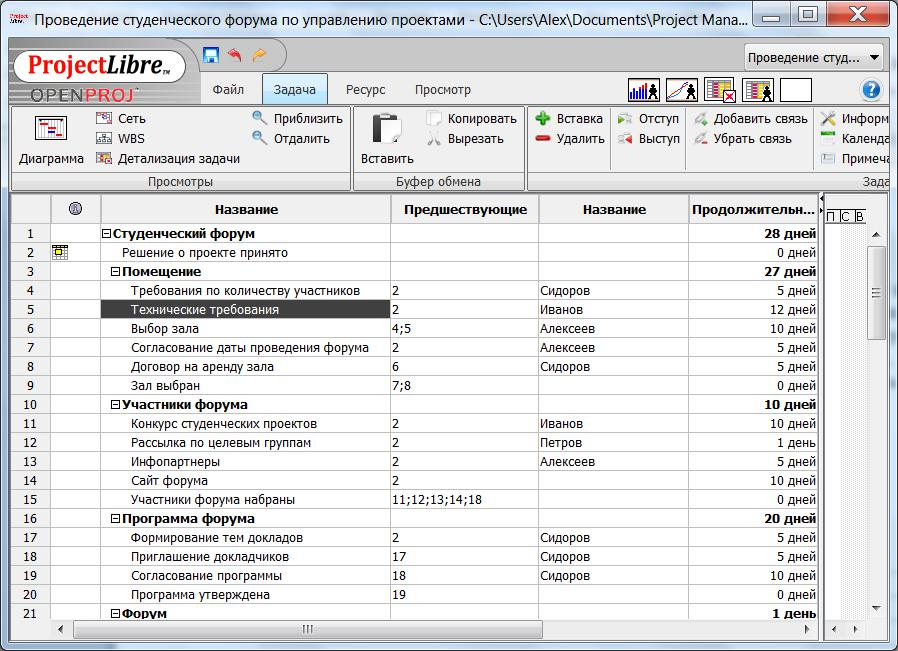 Project Libre. Проведение студенческого форума по управлению проектами - C:\Users\Alex\Documents\Project Mana...
ProjectLibre™
OPENPROJ
Проведение студ...
Файл Задача Ресурс Просмотр
Диаграмма
Сеть
WBS
Детализация задачи
Приблизить
Отдалить
Просмотры
Вставить
Копировать
Вырезать
Буфер обмена
Вставка
Удалить
Отступ
Выступ
Добавить связь
Убрать связь
Информ
Календа
Примеча
Зада
Название Предшествующие Название Продолжительн... П С В
1 Студенческий форум 28 дней
2 Решение о проекте принято 0 дней
3 Помещение 27 дней
4 Требования по количеству участников 2 Сидоров 5 дней
5 Технические требования 2 Иванов 12 дней
6 Выбор зала 4;5 Алексеев 10 дней
7 Согласование даты проведения форума 2 Алексеев 5 дней
8 Договор на аренду зала 6 Сидоров 5 дней
9 Зал выбран 7;8 0 дней
10 Участники форума 10 дней
11 Конкурс студенческих проектов 2 Иванов 10 дней
12 Рассылка по целевым группам 2 Петров 1 день
13 Инфопартнеры 2 Алексеев 5 дней
14 Сайт форума 2 10 дней
15 Участники форума набраны 11;12;13;14;18 0 дней
16 Программа форума 20 дней
17 Формирование тем докладов 2 Сидоров 5 дней
18 Приглашение докладчиков 17 Сидоров 5 дней
19 Согласование программы 18 Сидоров 10 дней
20 Программа утверждена 19 0 дней
21 Форум 1 день